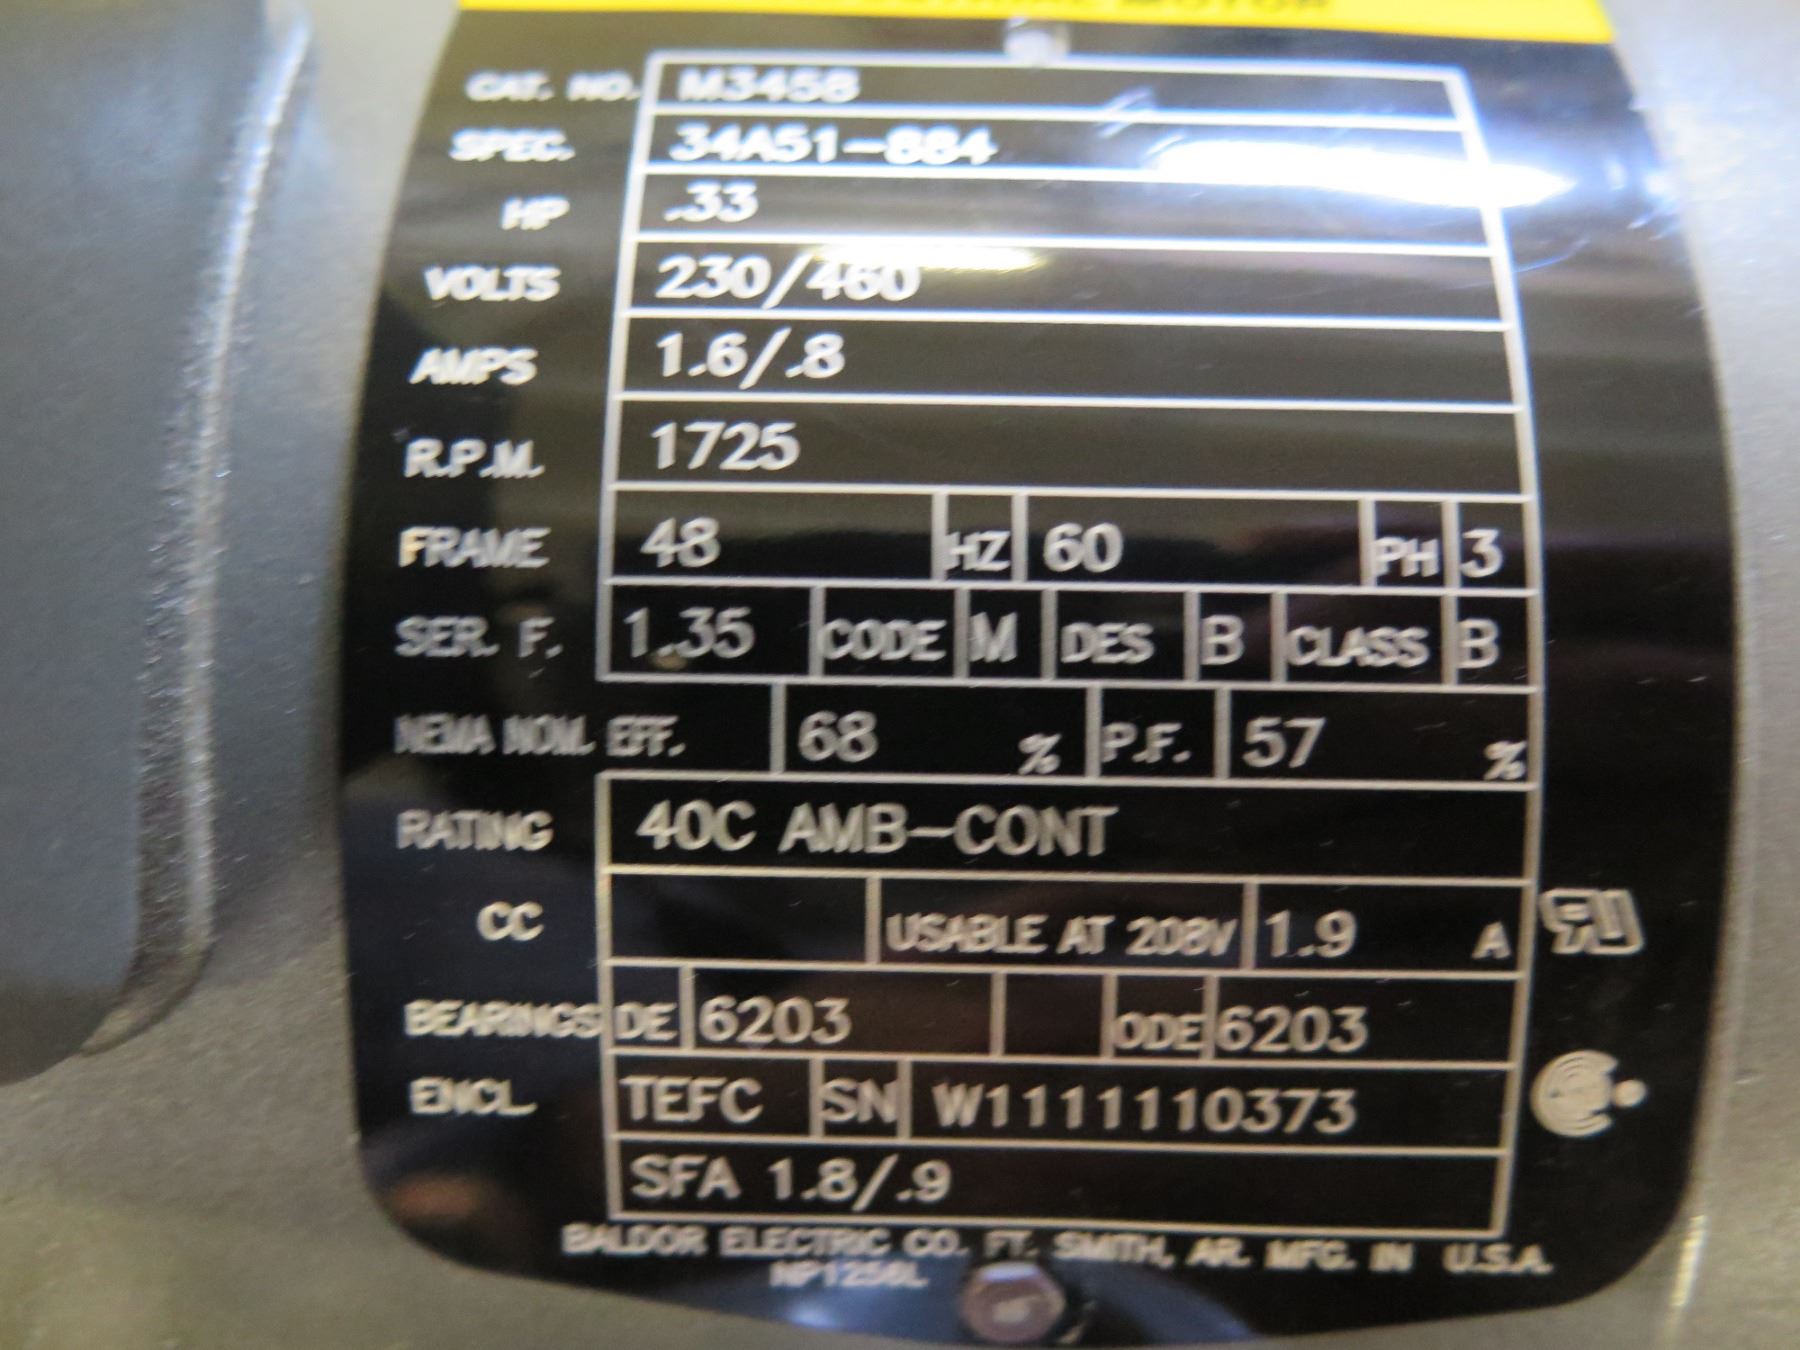 MOTOR
CAT. NO. M3458
SPEC. 34A51-884
HP .33
VOLTS 230/460
AMPS 1.6/.8
R.P.M. 1725
FRAME 48 HZ 60 PH 3
SER. F. 1.35 CODE M DES B CLASS B
NEMA NOM. EFF. 68 % P.F. 57 %
RATING 40C AMB-CONT
CC USABLE AT 208V 1.9 A
BEARINGS DE 6203 ODE 6203
ENCL. TEFC SN W1111110373
SFA 1.8/.9
BALDOR ELECTRIC CO. FT. SMITH, AR. MFG. IN U.S.A.
NP1256L